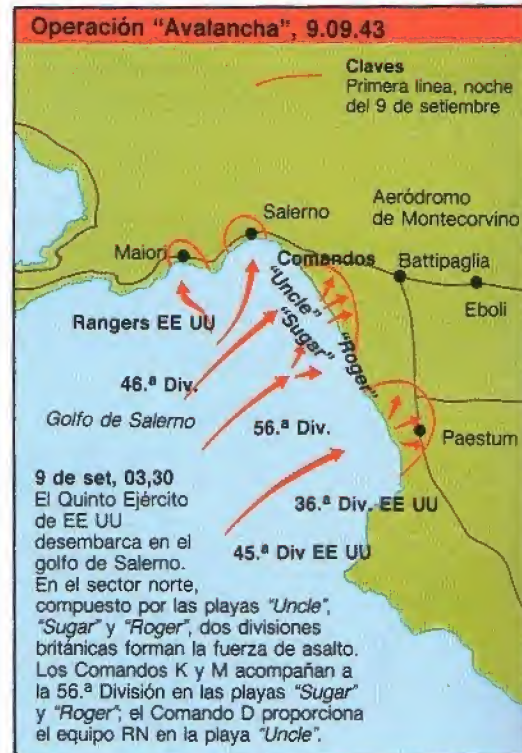 Operación "Avalancha", 9.09.43
Claves
Primera línea, noche
del 9 de setiembre
Salerno
Aeródromo
de Montecorvino
Maiori
Comandos
Battipaglia
"Uncle"
"Sugar"
"Roger"
Eboli
Rangers EE UU
46.ª Div.
Golfo de Salerno
56.ª Div.
Paestum
36.ª Div. EE UU
45.ª Div EE UU
9 de set, 03,30
El Quinto Ejército
de EE UU
desembarca en el
golfo de Salerno.
En el sector norte,
compuesto por las playas "Uncle",
"Sugar" y "Roger", dos divisiones
británicas forman la fuerza de asalto.
Los Comandos K y M acompañan a
la 56.ª División en las playas "Sugar"
y "Roger"; el Comando D proporciona
el equipo RN en la playa "Uncle".